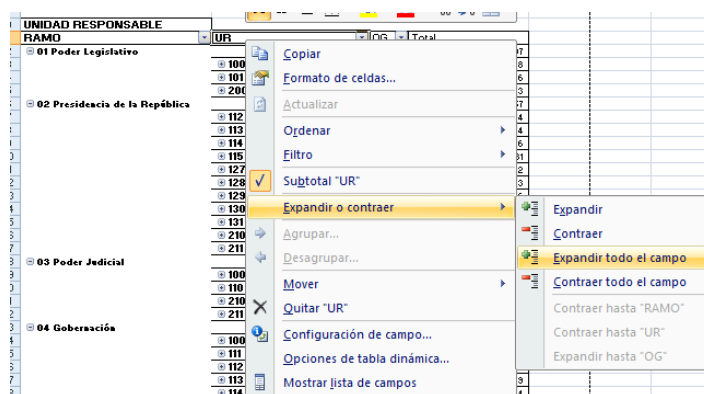 UNIDAD RESPONSABLE
RAMO UR OG Total
01 Poder Legislativo
100
101
200
02 Presidencia de la República
112
113
114
115
127
128
129
130
131
210
211
03 Poder Judicial
100
110
210
211
04 Gobernación
100
111
112
113
114
Copiar
Formato de celdas...
Actualizar
Ordenar
Filtro
Subtotal "UR"
Expandir o contraer
Agrupar...
Desagrupar...
Mover
Quitar "UR"
Configuración de campo...
Opciones de tabla dinámica...
Mostrar lista de campos
Expandir
Contraer
Expandir todo el campo
Contraer todo el campo
Contraer hasta "RAMO"
Contraer hasta "UR"
Expandir hasta "OG"